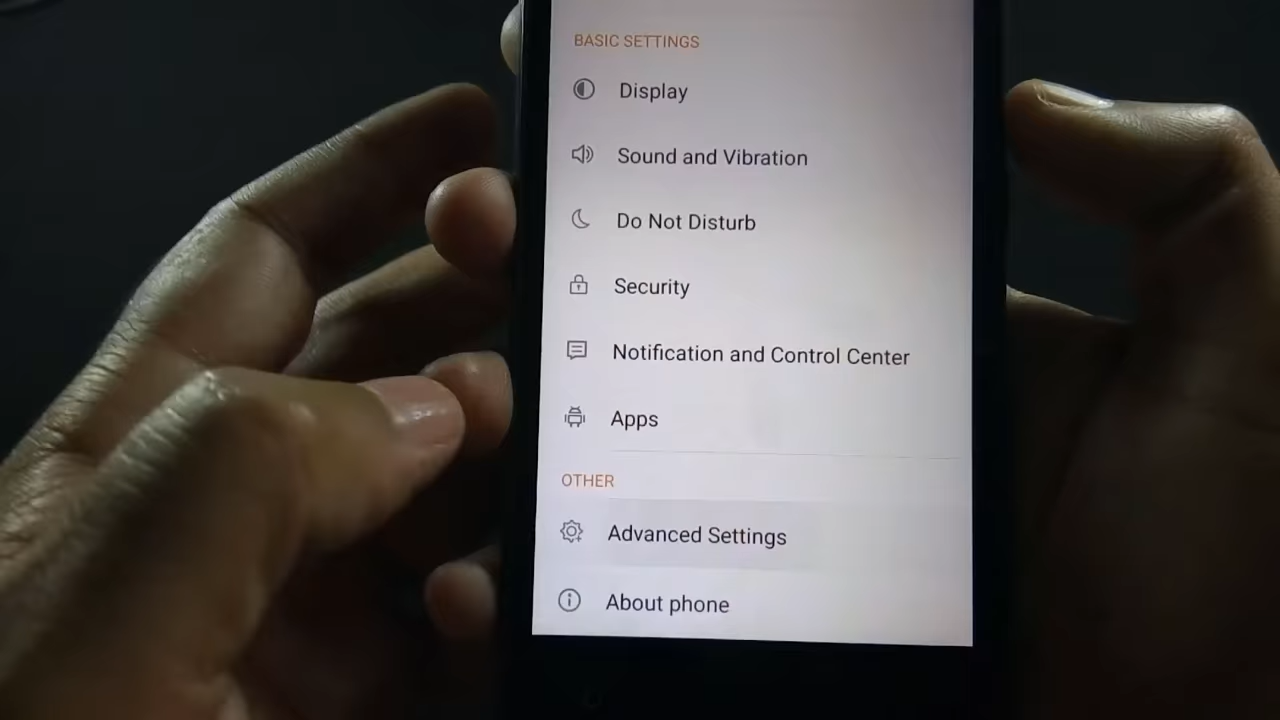 BASIC SETTINGS
Display
Sound and Vibration
Do Not Disturb
Security
Notification and Control Center
Apps
OTHER
Advanced Settings
About phone